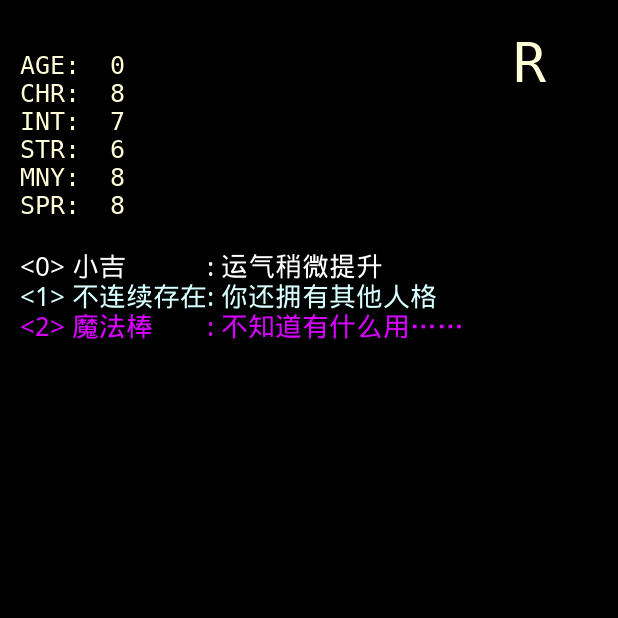 R
AGE: 0
CHR: 8
INT: 7
STR: 6
MNY: 8
SPR: 8
<0> 小吉 : 运气稍微提升
<1> 不连续存在: 你还拥有其他人格
<2> 魔法棒 : 不知道有什么用……